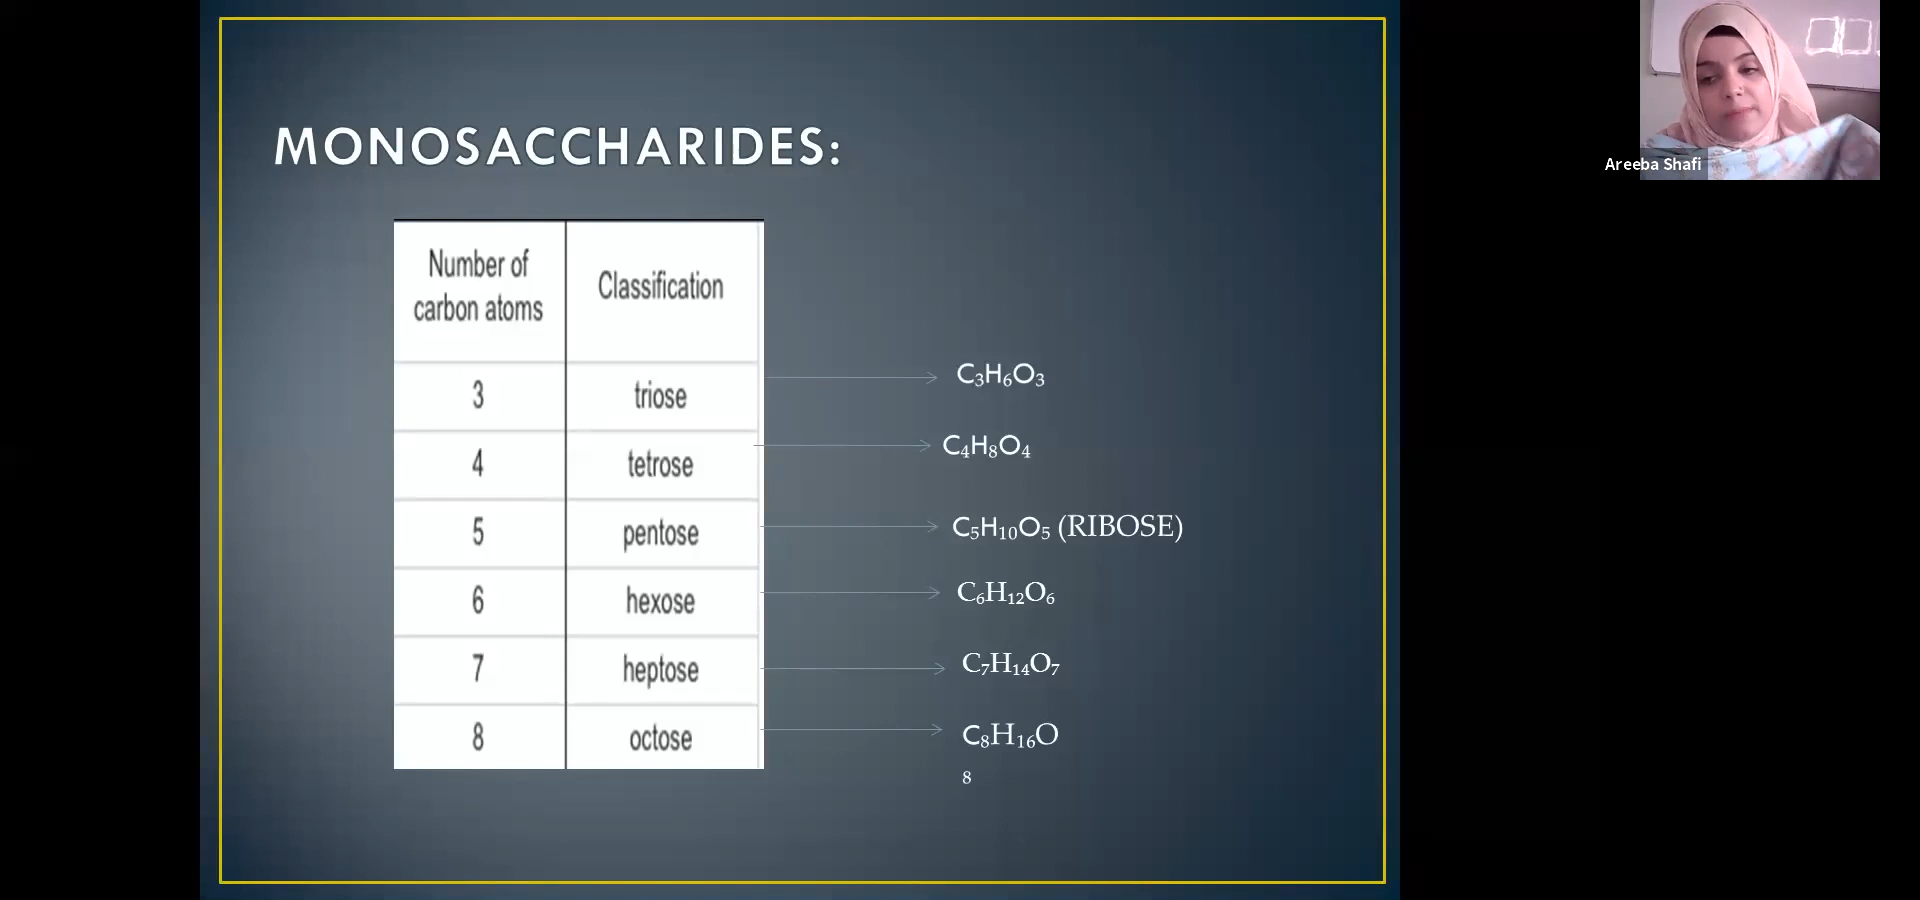 MONOSACCHARIDES:
Number of carbon atoms Classification
3 triose C₃H₆O₃
4 tetrose C₄H₈O₄
5 pentose C₅H₁₀O₅ (RIBOSE)
6 hexose C₆H₁₂O₆
7 heptose C₇H₁₄O₇
8 octose C₈H₁₆O
₈
Areeba Shafi